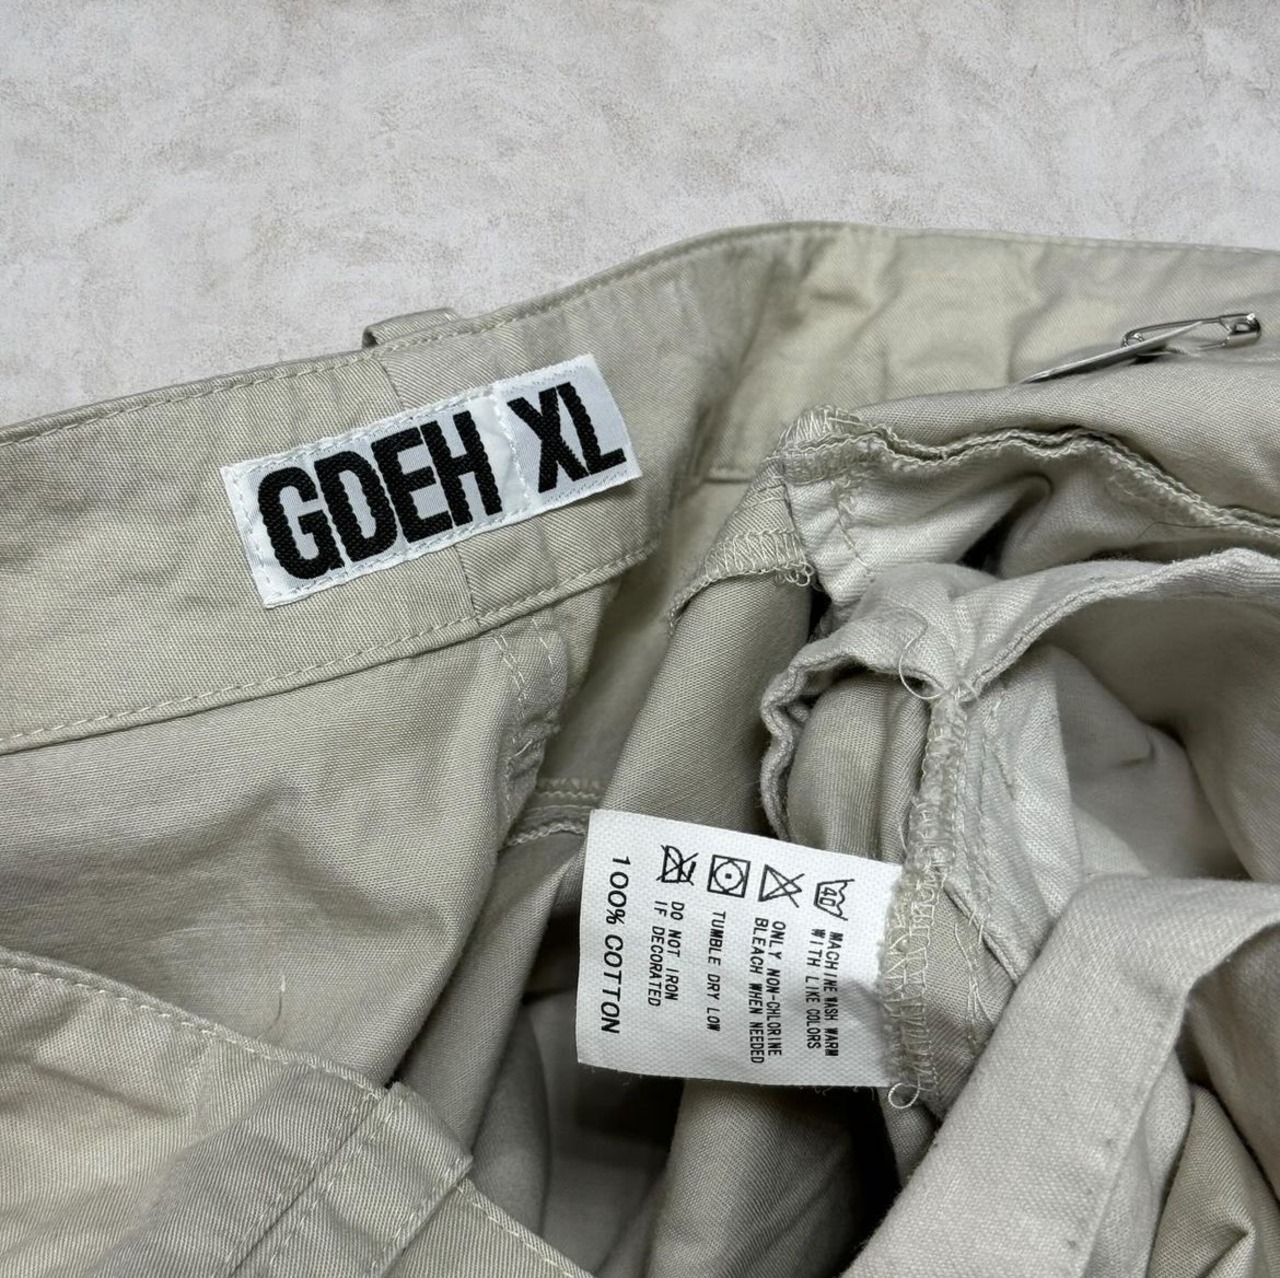 GDEH XL
40
MACHINE WASH WARM
WITH LIKE COLORS
ONLY NON-CHLORINE
BLEACH WHEN NEEDED
TUMBLE DRY LOW
DO NOT IRON
IF DECORATED
100% COTTON